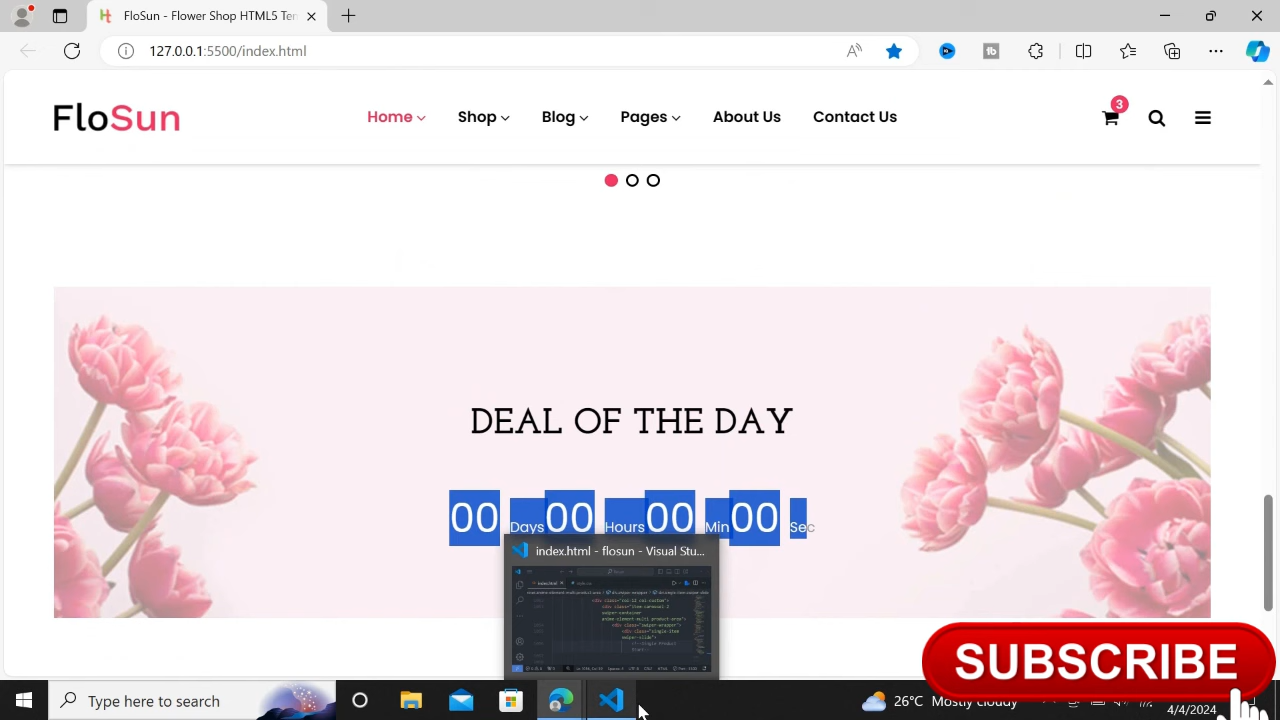 FloSun - Flower Shop HTML5 Tem
127.0.0.1:5500/index.html
FloSun
Home Shop Blog Pages About Us Contact Us
3
DEAL OF THE DAY
00 Days 00 Hours 00 Min 00 Sec
index.html - flosun - Visual Stu...
SUBSCRIBE
Type here to search
26°C Mostly cloudy
4/4/2024